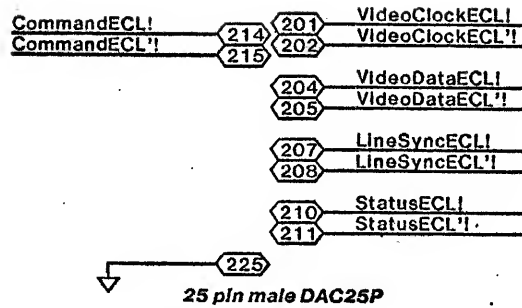 CommandECL! 214 201 VideoClockECL!
CommandECL'! 215 202 VideoClockECL'!
204 VideoDataECL!
205 VideoDataECL'!
207 LineSyncECL!
208 LineSyncECL'!
210 StatusECL!
211 StatusECL'!
225
25 pin male DAC25P